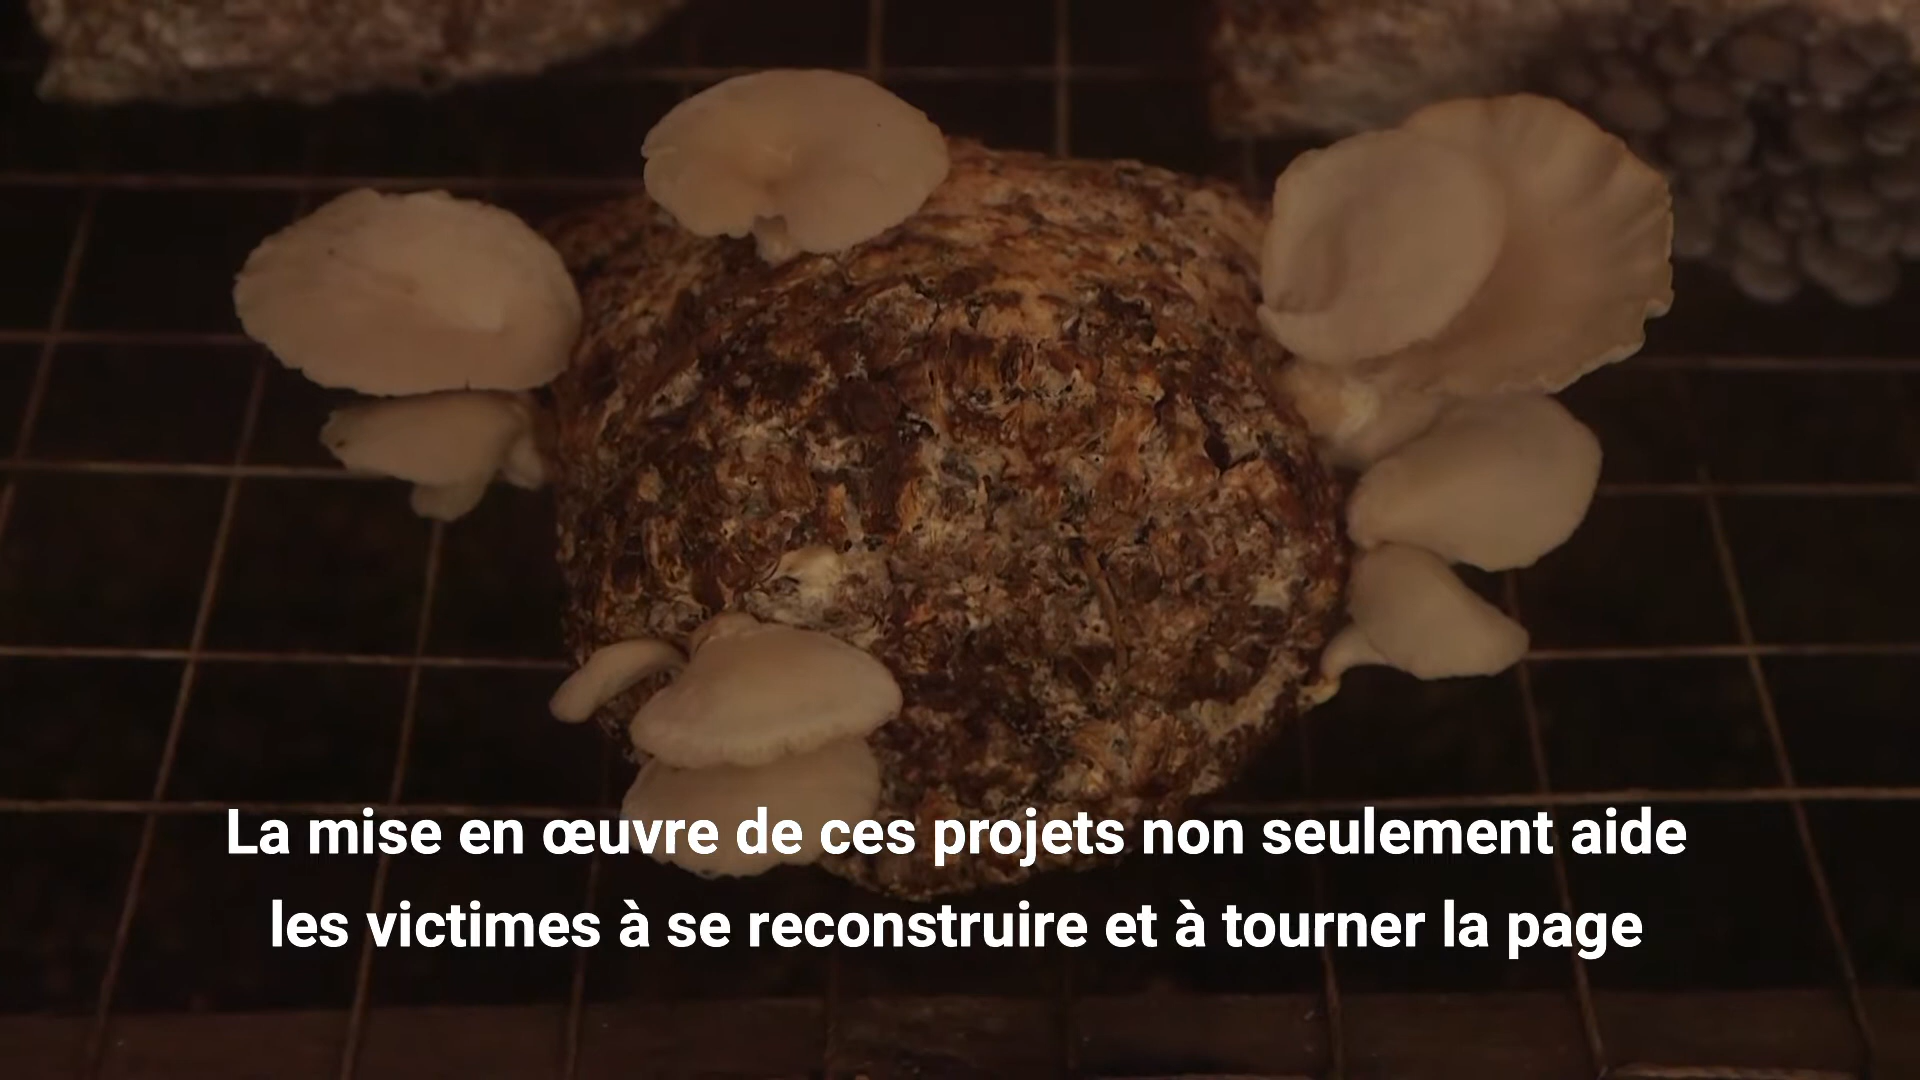 La mise en œuvre de ces projets non seulement aide
les victimes à se reconstruire et à tourner la page